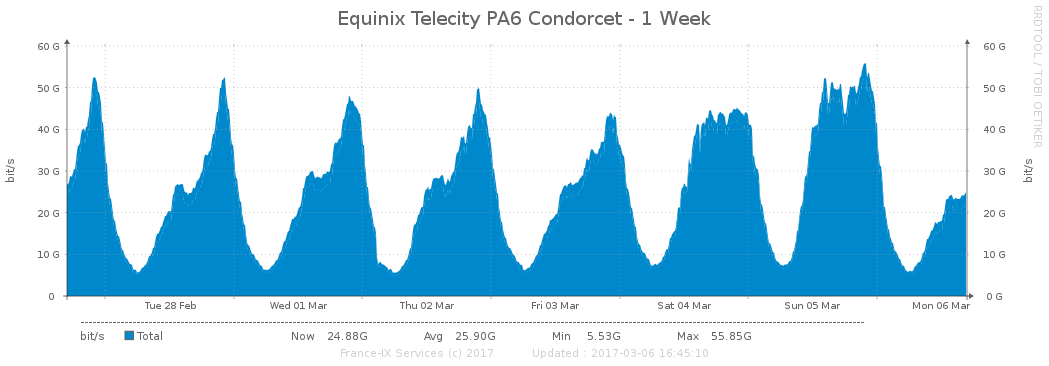 Equinix Telecity PA6 Condorcet - 1 Week
RRDTOOL / TOBI OETIKER
60 G 60 G
50 G 50 G
40 G 40 G
30 G 30 G
20 G 20 G
10 G 10 G
0 0 G
bit/s
bit/s
Tue 28 Feb Wed 01 Mar Thu 02 Mar Fri 03 Mar Sat 04 Mar Sun 05 Mar Mon 06 Mar
bit/s Total Now 24.88G Avg 25.90G Min 5.53G Max 55.85G
France-IX Services (c) 2017 Updated : 2017-03-06 16:45:10